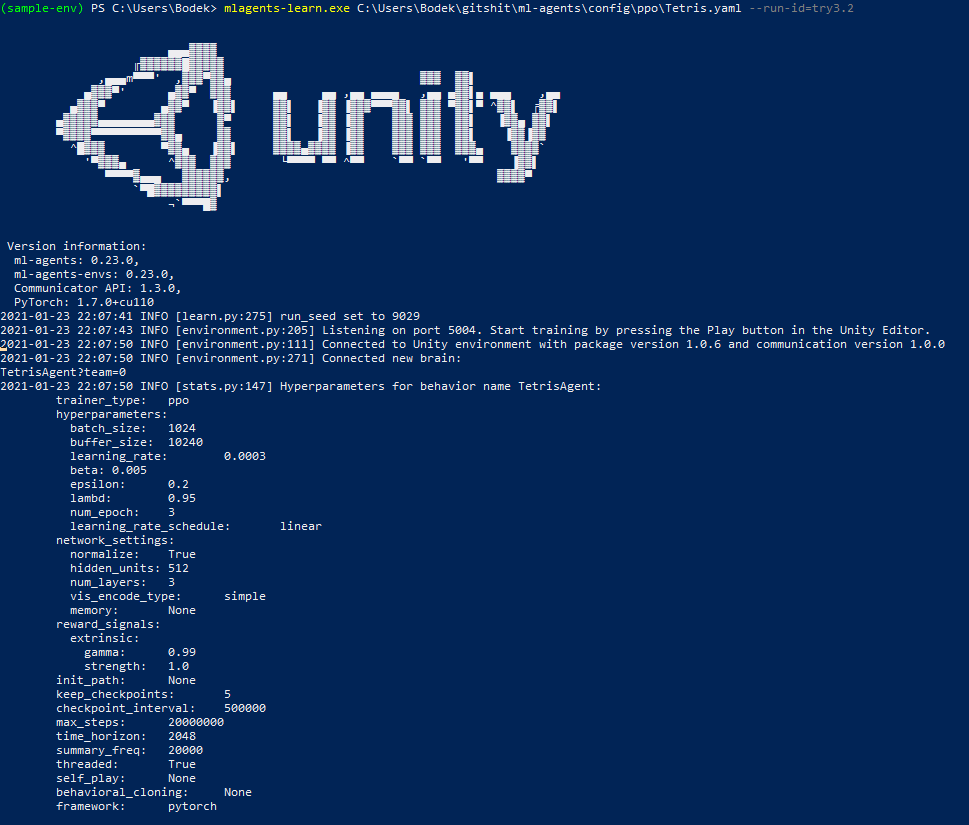 (sample-env) PS C:\Users\Bodek> mlagents-learn.exe C:\Users\Bodek\gitshit\ml-agents\config\ppo\Tetris.yaml --run-id=try3.2
unity
Version information:
ml-agents: 0.23.0,
ml-agents-envs: 0.23.0,
Communicator API: 1.3.0,
PyTorch: 1.7.0+cu110
2021-01-23 22:07:41 INFO [learn.py:275] run_seed set to 9029
2021-01-23 22:07:43 INFO [environment.py:205] Listening on port 5004. Start training by pressing the Play button in the Unity Editor.
2021-01-23 22:07:50 INFO [environment.py:111] Connected to Unity environment with package version 1.0.6 and communication version 1.0.0
2021-01-23 22:07:50 INFO [environment.py:271] Connected new brain:
TetrisAgent?team=0
2021-01-23 22:07:50 INFO [stats.py:147] Hyperparameters for behavior name TetrisAgent:
trainer_type: ppo
hyperparameters:
batch_size: 1024
buffer_size: 10240
learning_rate: 0.0003
beta: 0.005
epsilon: 0.2
lambd: 0.95
num_epoch: 3
learning_rate_schedule: linear
network_settings:
normalize: True
hidden_units: 512
num_layers: 3
vis_encode_type: simple
memory: None
reward_signals:
extrinsic:
gamma: 0.99
strength: 1.0
init_path: None
keep_checkpoints: 5
checkpoint_interval: 500000
max_steps: 20000000
time_horizon: 2048
summary_freq: 20000
threaded: True
self_play: None
behavioral_cloning: None
framework: pytorch